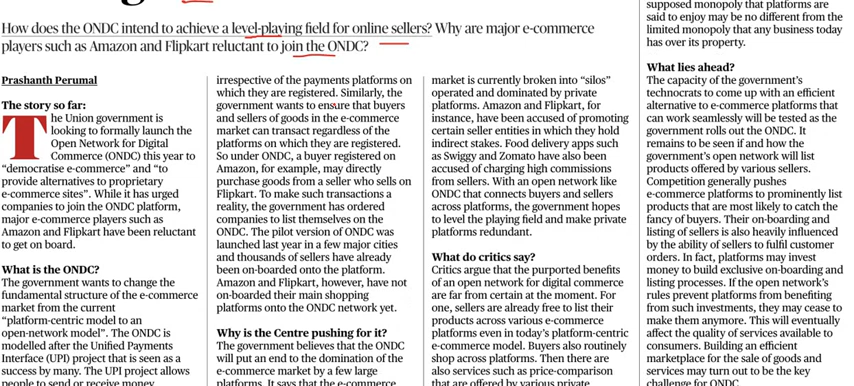 How does the ONDC intend to achieve a level-playing field for online sellers? Why are major e-commerce
players such as Amazon and Flipkart reluctant to join the ONDC?
Prashanth Perumal
The story so far:
The Union government is
looking to formally launch the
Open Network for Digital
Commerce (ONDC) this year to
“democratise e-commerce” and “to
provide alternatives to proprietary
e-commerce sites”. While it has urged
companies to join the ONDC platform,
major e-commerce players such as
Amazon and Flipkart have been reluctant
to get on board.
What is the ONDC?
The government wants to change the
fundamental structure of the e-commerce
market from the current
“platform-centric model to an
open-network model”. The ONDC is
modelled after the Unified Payments
Interface (UPI) project that is seen as a
success by many. The UPI project allows
people to send or receive money
irrespective of the payments platforms on
which they are registered. Similarly, the
government wants to ensure that buyers
and sellers of goods in the e-commerce
market can transact regardless of the
platforms on which they are registered.
So under ONDC, a buyer registered on
Amazon, for example, may directly
purchase goods from a seller who sells on
Flipkart. To make such transactions a
reality, the government has ordered
companies to list themselves on the
ONDC. The pilot version of ONDC was
launched last year in a few major cities
and thousands of sellers have already
been on-boarded onto the platform.
Amazon and Flipkart, however, have not
on-boarded their main shopping
platforms onto the ONDC network yet.
Why is the Centre pushing for it?
The government believes that the ONDC
will put an end to the domination of the
e-commerce market by a few large
platforms. It says that the e-commerce
market is currently broken into “silos”
operated and dominated by private
platforms. Amazon and Flipkart, for
instance, have been accused of promoting
certain seller entities in which they hold
indirect stakes. Food delivery apps such
as Swiggy and Zomato have also been
accused of charging high commissions
from sellers. With an open network like
ONDC that connects buyers and sellers
across platforms, the government hopes
to level the playing field and make private
platforms redundant.
What do critics say?
Critics argue that the purported benefits
of an open network for digital commerce
are far from certain at the moment. For
one, sellers are already free to list their
products across various e-commerce
platforms even in today’s platform-centric
e-commerce model. Buyers also routinely
shop across platforms. Then there are
also services such as price-comparison
that are offered by various private
supposed monopoly that platforms are
said to enjoy may be no different from the
limited monopoly that any business today
has over its property.
What lies ahead?
The capacity of the government’s
technocrats to come up with an efficient
alternative to e-commerce platforms that
can work seamlessly will be tested as the
government rolls out the ONDC. It
remains to be seen if and how the
government’s open network will list
products offered by various sellers.
Competition generally pushes
e-commerce platforms to prominently list
products that are most likely to catch the
fancy of buyers. Their on-boarding and
listing of sellers is also heavily influenced
by the ability of sellers to fulfil customer
orders. In fact, platforms may invest
money to build exclusive on-boarding and
listing processes. If the open network’s
rules prevent platforms from benefiting
from such investments, they may cease to
make them anymore. This will eventually
affect the quality of services available to
consumers. Building an efficient
marketplace for the sale of goods and
services may turn out to be the key
challenge for ONDC.